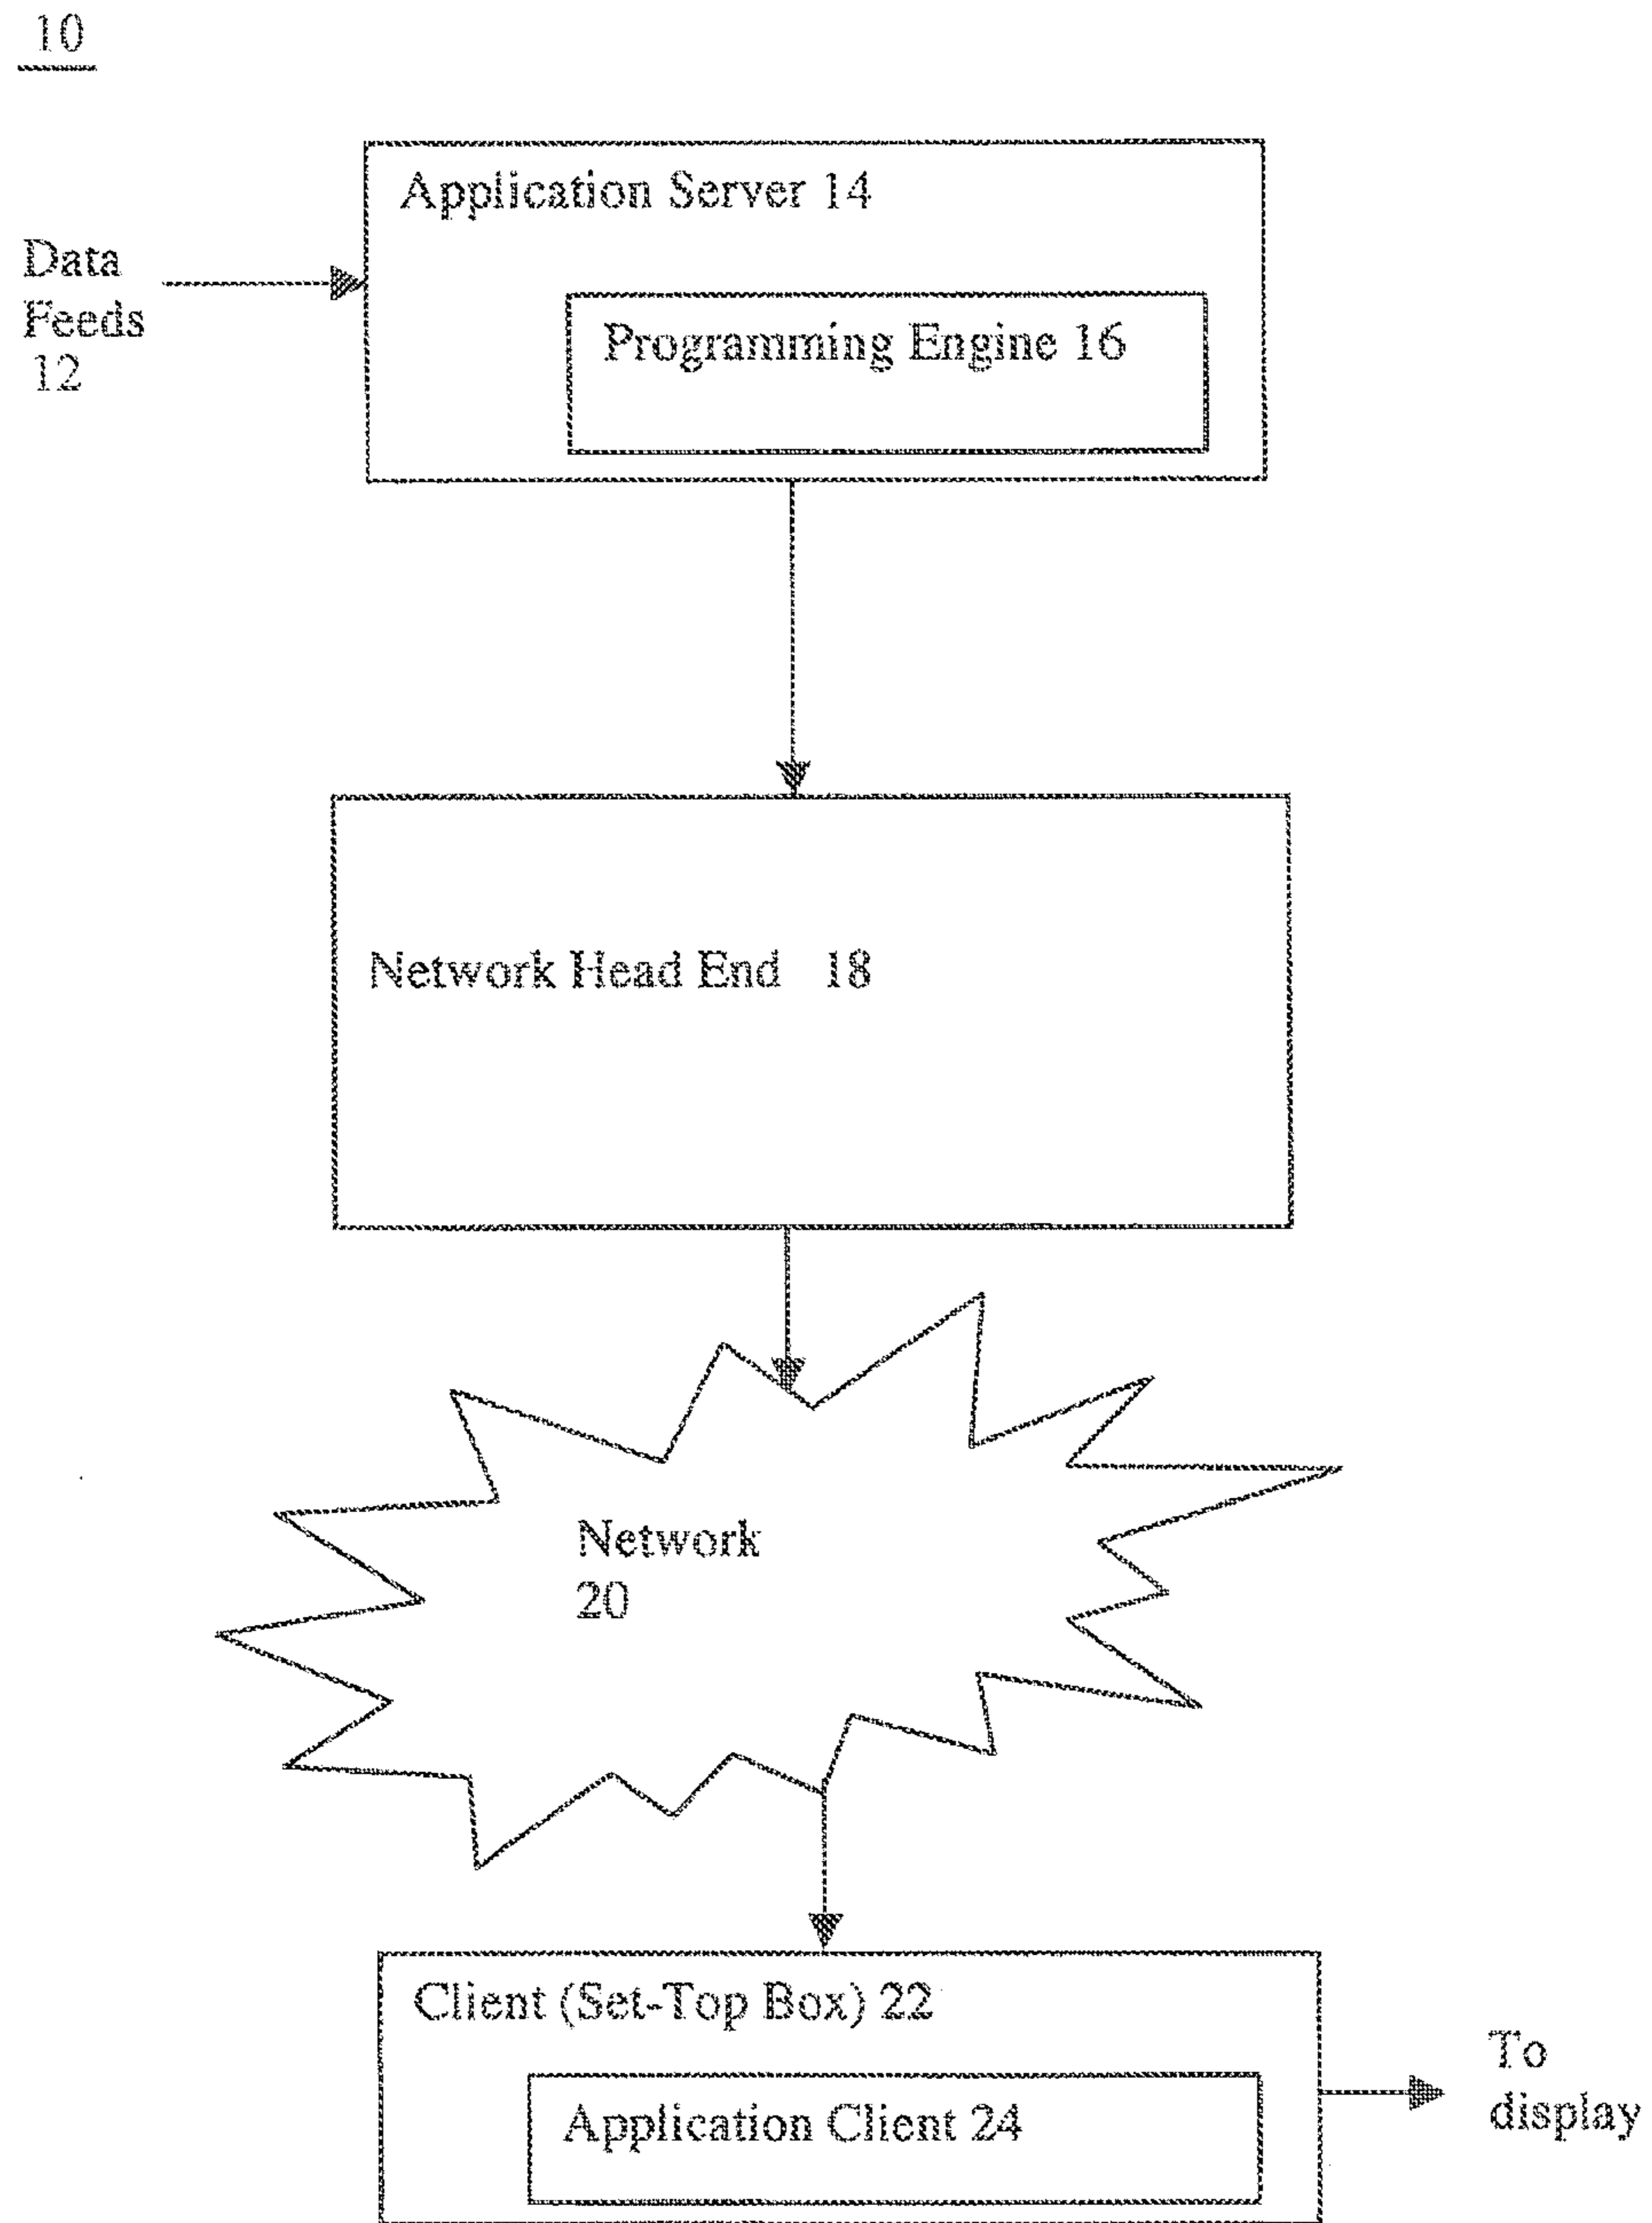 10
Application Server 14
Data
Feeds
12
Programming Engine 16
Network Head End 18
Network
20
Client (Set-Top Box) 22
To
display
Application Client 24